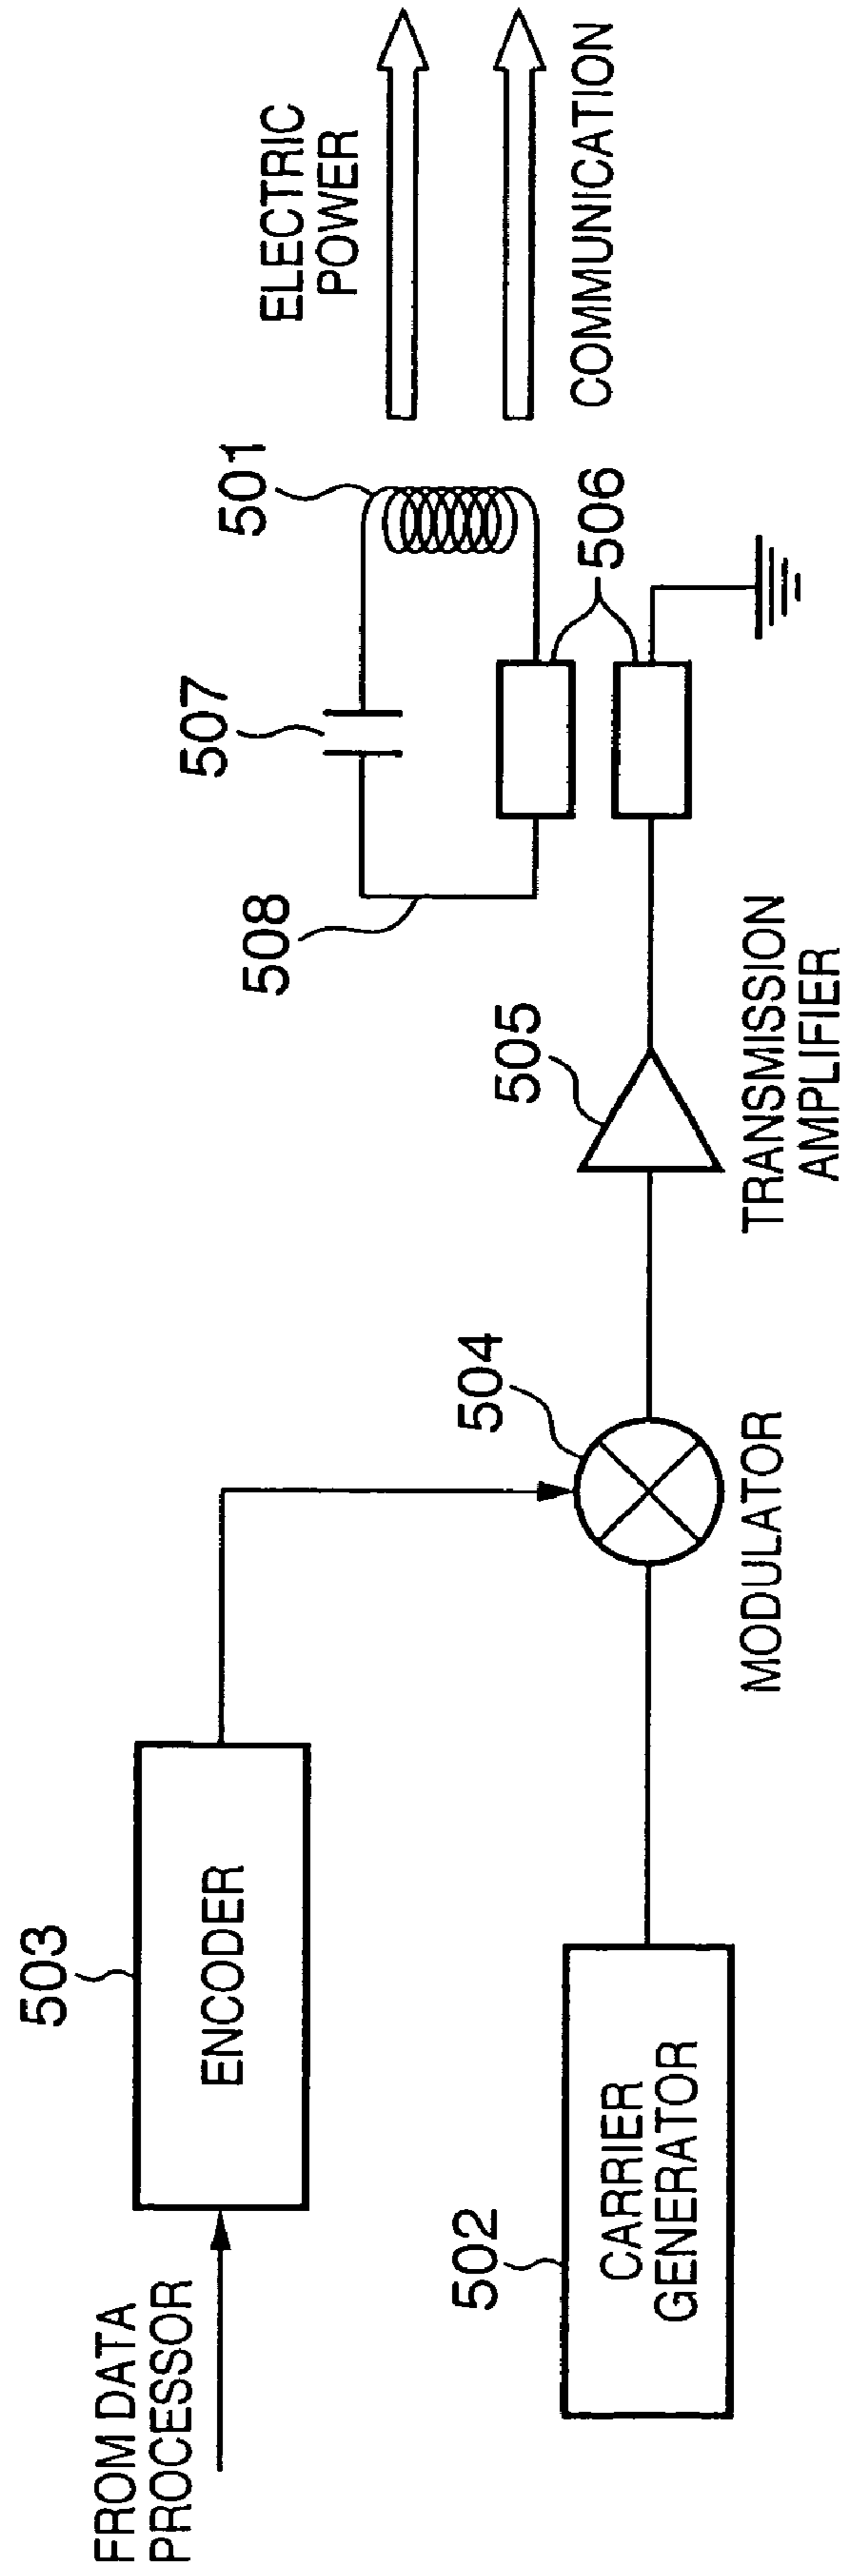 FROM DATA
PROCESSOR
503
ENCODER
502
CARRIER
GENERATOR
504
MODULATOR
505
TRANSMISSION
AMPLIFIER
508
507
501
506
ELECTRIC
POWER
COMMUNICATION